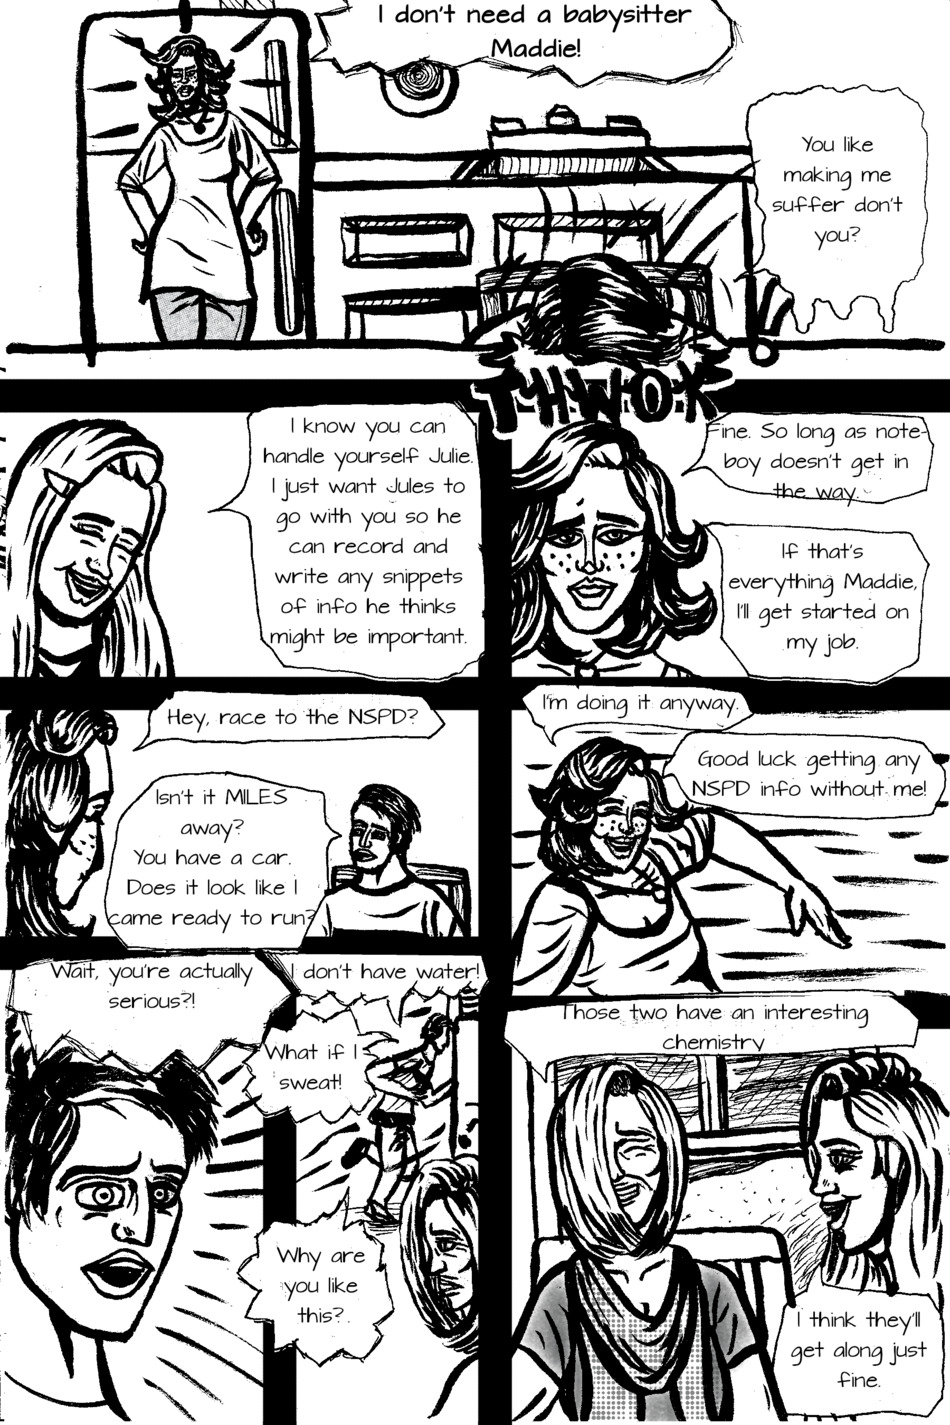 I don't need a babysitter
Maddie!
You like
making me
suffer don't
you?
THWOK
I know you can
handle yourself Julie.
I just want Jules to
go with you so he
can record and
write any snippets
of info he thinks
might be important.
Fine. So long as note-
boy doesn't get in
the way.
If that's
everything Maddie,
I'll get started on
my job.
Hey, race to the NSPD?
Isn't it MILES
away?
You have a car.
Does it look like I
came ready to run?
I'm doing it anyway.
Good luck getting any
NSPD info without me!
Wait, you're actually
serious?!
I don't have water!
What if I
sweat!
Why are
you like
this?
Those two have an interesting
chemistry
I think they'll
get along just
fine.